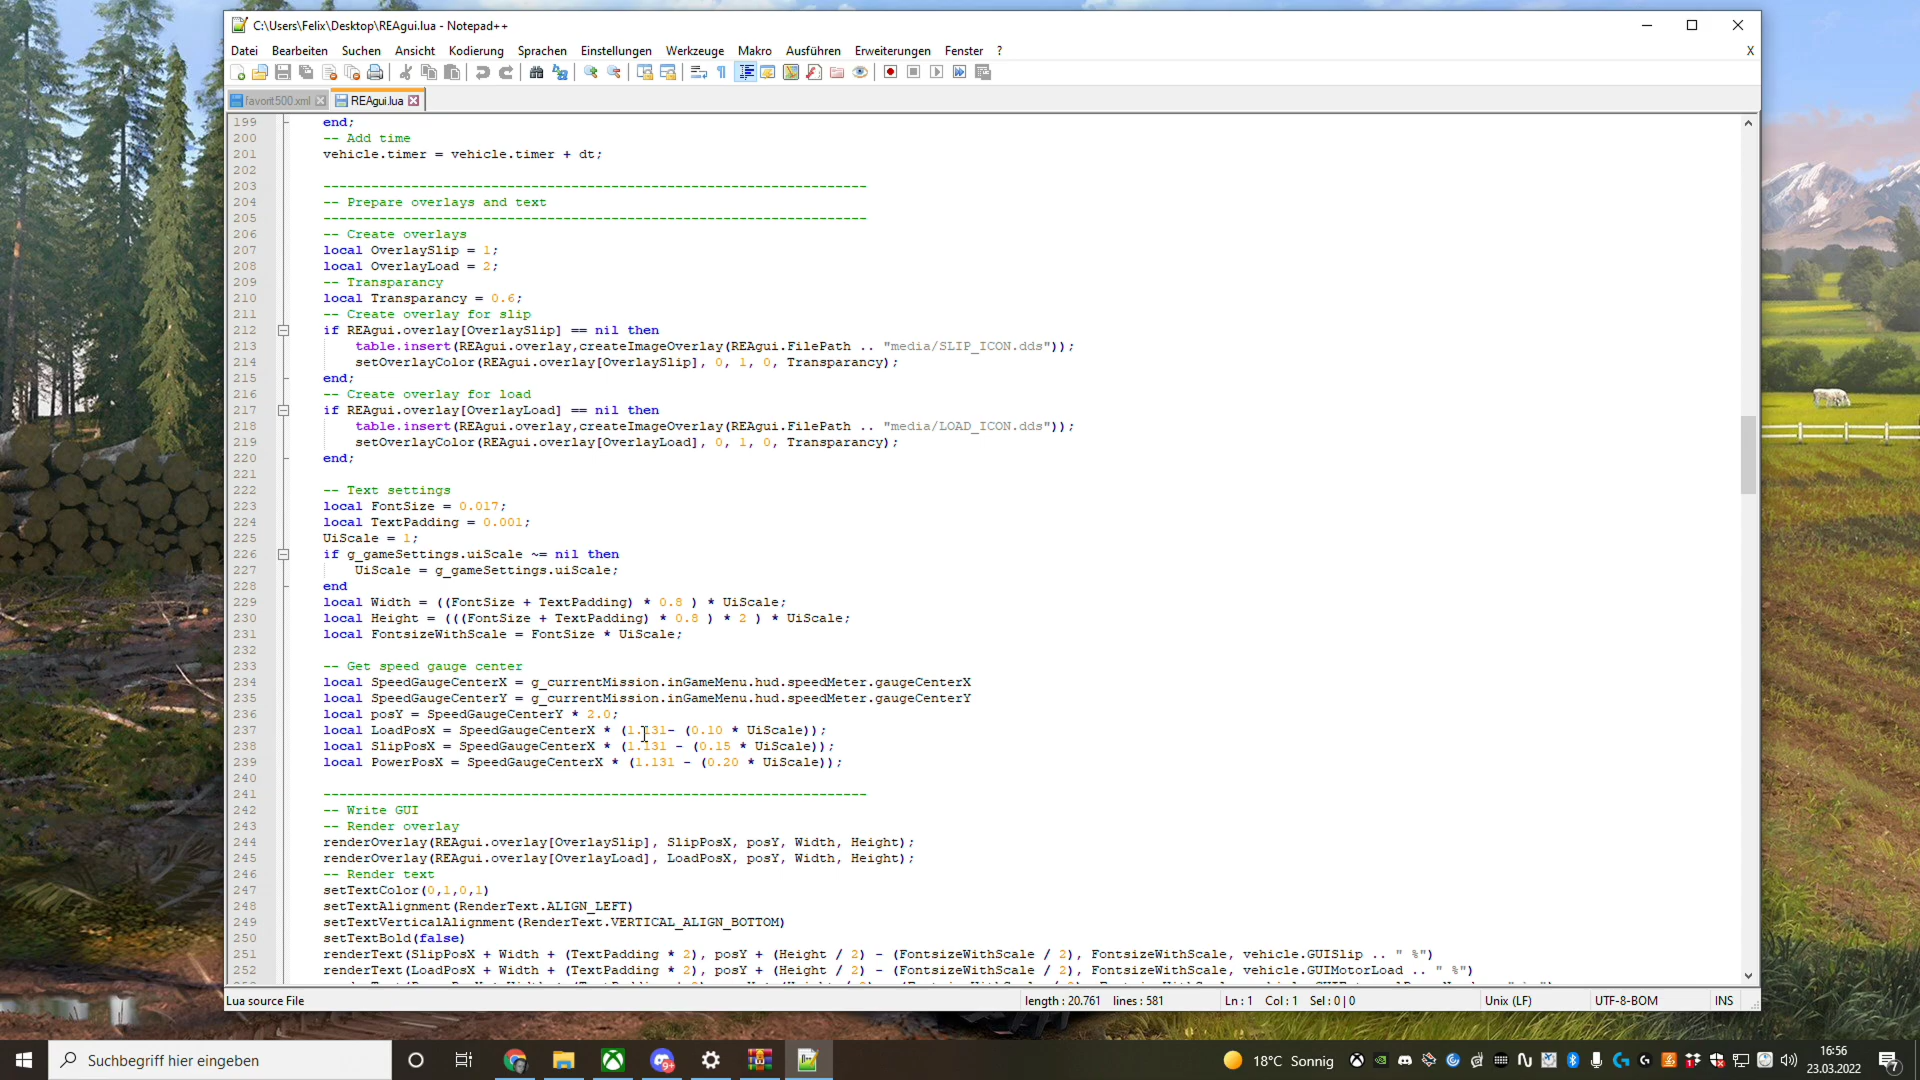 C:\Users\Felix\Desktop\REAgui.lua - Notepad++
Datei Bearbeiten Suchen Ansicht Kodierung Sprachen Einstellungen Werkzeuge Makro Ausführen Erweiterungen Fenster ? X
favorit500.xml REAgui.lua
199 end;
200 -- Add time
201 vehicle.timer = vehicle.timer + dt;
202
203 --------------------------------------------------------------------
204 -- Prepare overlays and text
205 --------------------------------------------------------------------
206 -- Create overlays
207 local OverlaySlip = 1;
208 local OverlayLoad = 2;
209 -- Transparancy
210 local Transparancy = 0.6;
211 -- Create overlay for slip
212 if REAgui.overlay[OverlaySlip] == nil then
213 table.insert(REAgui.overlay,createImageOverlay(REAgui.FilePath .. "media/SLIP_ICON.dds"));
214 setOverlayColor(REAgui.overlay[OverlaySlip], 0, 1, 0, Transparancy);
215 end;
216 -- Create overlay for load
217 if REAgui.overlay[OverlayLoad] == nil then
218 table.insert(REAgui.overlay,createImageOverlay(REAgui.FilePath .. "media/LOAD_ICON.dds"));
219 setOverlayColor(REAgui.overlay[OverlayLoad], 0, 1, 0, Transparancy);
220 end;
221
222 -- Text settings
223 local FontSize = 0.017;
224 local TextPadding = 0.001;
225 UiScale = 1;
226 if g_gameSettings.uiScale ~= nil then
227 UiScale = g_gameSettings.uiScale;
228 end
229 local Width = ((FontSize + TextPadding) * 0.8 ) * UiScale;
230 local Height = (((FontSize + TextPadding) * 0.8 ) * 2 ) * UiScale;
231 local FontsizeWithScale = FontSize * UiScale;
232
233 -- Get speed gauge center
234 local SpeedGaugeCenterX = g_currentMission.inGameMenu.hud.speedMeter.gaugeCenterX
235 local SpeedGaugeCenterY = g_currentMission.inGameMenu.hud.speedMeter.gaugeCenterY
236 local posY = SpeedGaugeCenterY * 2.0;
237 local LoadPosX = SpeedGaugeCenterX * (1.131- (0.10 * UiScale));
238 local SlipPosX = SpeedGaugeCenterX * (1.131 - (0.15 * UiScale));
239 local PowerPosX = SpeedGaugeCenterX * (1.131 - (0.20 * UiScale));
240
241 --------------------------------------------------------------------
242 -- Write GUI
243 -- Render overlay
244 renderOverlay(REAgui.overlay[OverlaySlip], SlipPosX, posY, Width, Height);
245 renderOverlay(REAgui.overlay[OverlayLoad], LoadPosX, posY, Width, Height);
246 -- Render text
247 setTextColor(0,1,0,1)
248 setTextAlignment(RenderText.ALIGN_LEFT)
249 setTextVerticalAlignment(RenderText.VERTICAL_ALIGN_BOTTOM)
250 setTextBold(false)
251 renderText(SlipPosX + Width + (TextPadding * 2), posY + (Height / 2) - (FontsizeWithScale / 2), FontsizeWithScale, vehicle.GUISlip .. " %")
252 renderText(LoadPosX + Width + (TextPadding * 2), posY + (Height / 2) - (FontsizeWithScale / 2), FontsizeWithScale, vehicle.GUIMotorLoad .. " %")
Lua source File length : 20.761 lines : 581 Ln : 1 Col : 1 Sel : 0 | 0 Unix (LF) UTF-8-BOM INS
Suchbegriff hier eingeben 18°C Sonnig 16:56
23.03.2022
7